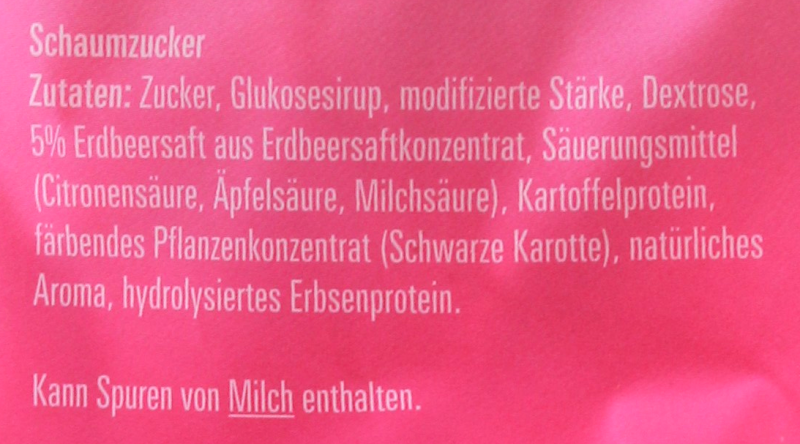 Schaumzucker
Zutaten: Zucker, Glukosesirup, modifizierte Stärke, Dextrose,
5% Erdbeersaft aus Erdbeersaftkonzentrat, Säuerungsmittel
(Citronensäure, Äpfelsäure, Milchsäure), Kartoffelprotein,
färbendes Pflanzenkonzentrat (Schwarze Karotte), natürliches
Aroma, hydrolysiertes Erbsenprotein.
Kann Spuren von Milch enthalten.